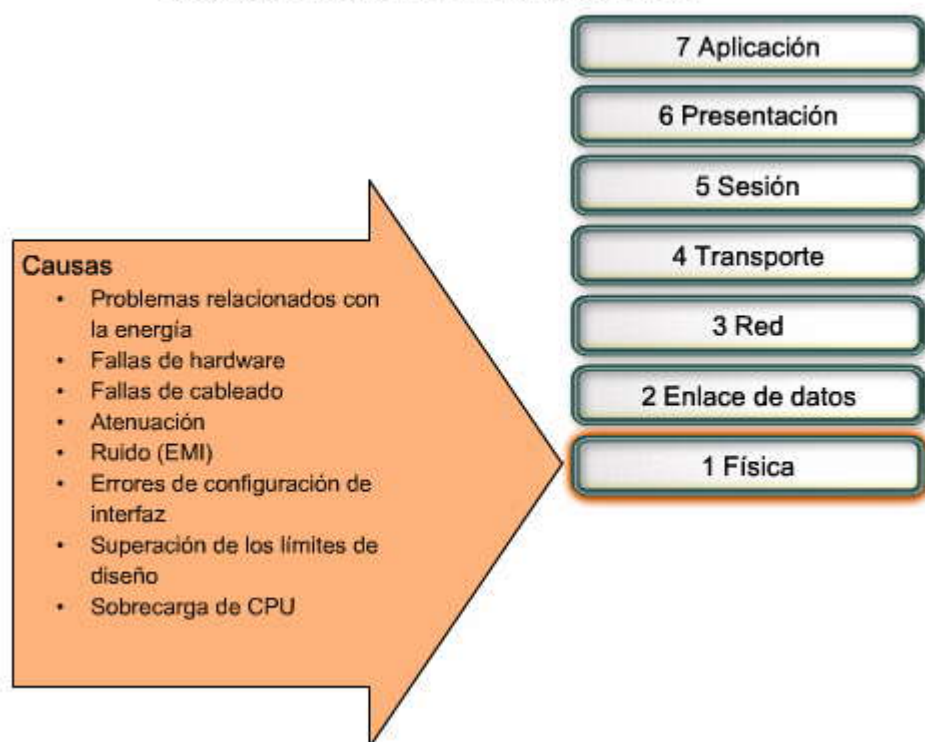 Causas
• Problemas relacionados con
la energía
• Fallas de hardware
• Fallas de cableado
• Atenuación
• Ruido (EMI)
• Errores de configuración de
interfaz
• Superación de los límites de
diseño
• Sobrecarga de CPU
7 Aplicación
6 Presentación
5 Sesión
4 Transporte
3 Red
2 Enlace de datos
1 Física